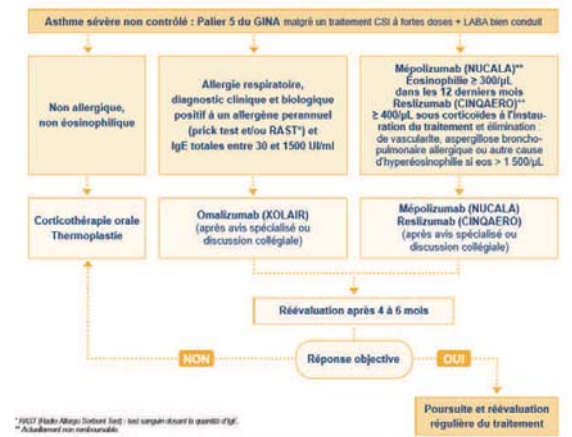 Asthme sévère non contrôlé : Palier 5 du GINA malgré un traitement CSI à fortes doses + LABA bien conduit
Non allergique,
non éosinophilique
Allergie respiratoire,
diagnostic clinique et biologique
positif à un allergène perannuel
(prick test et/ou RAST*) et
IgE totales entre 30 et 1500 UI/ml
Mépolizumab (NUCALA)**
Eosinophilie ≥ 300/µL
dans les 12 derniers mois
Reslizumab (CINQAERO)**
≥ 400/µL sous corticoïdes à l'instau-
ration du traitement et élimination :
de vascularite, aspergillose broncho-
pulmonaire allergique ou autre cause
d'hyperéosinophilie si eos > 1 500/µL
Corticothérapie orale
Thermoplastie
Omalizumab (XOLAIR)
(après avis spécialisé ou
discussion collégiale)
Mépolizumab (NUCALA)
Reslizumab (CINQAERO)
(après avis spécialisé ou
discussion collégiale)
Réévaluation après 4 à 6 mois
NON
Réponse objective
OUI
Poursuite et réévaluation
régulière du traitement
* RAST (Radio Allergo Sorbent Test) : test sanguin dosant la quantité d'IgE.
** Actuellement non remboursable.